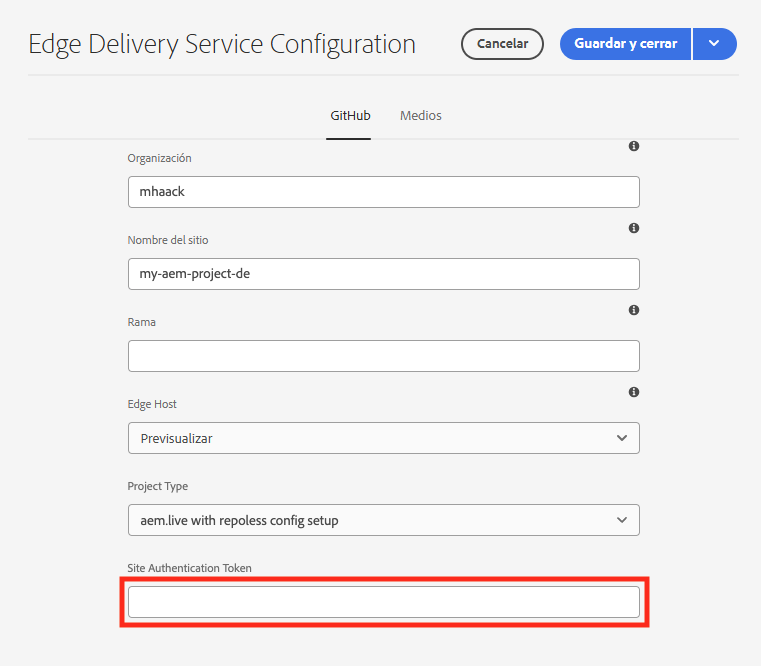 Edge Delivery Service Configuration
Cancelar
Guardar y cerrar
GitHub
Medios
Organización
mhaack
Nombre del sitio
my-aem-project-de
Rama
Edge Host
Previsualizar
Project Type
aem.live with repoless config setup
Site Authentication Token